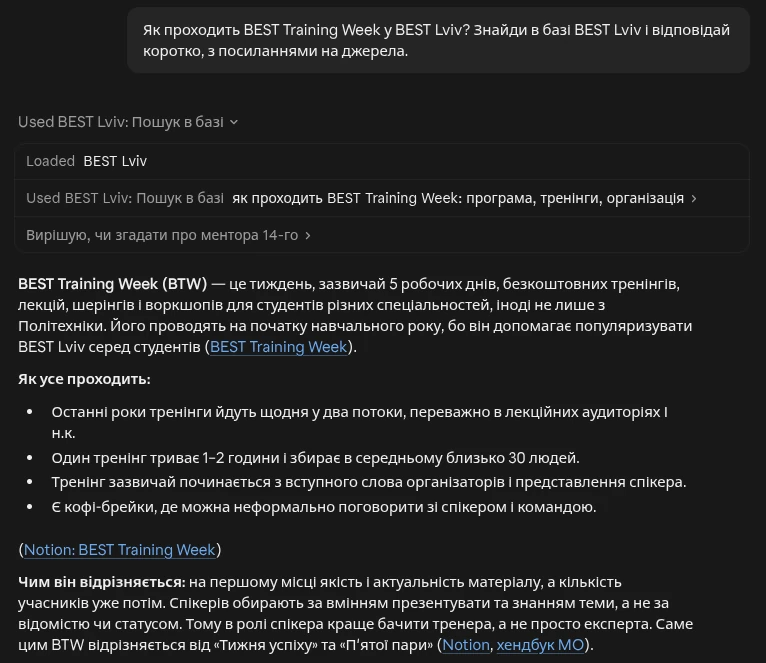 Як проходить BEST Training Week у BEST Lviv? Знайди в базі BEST Lviv і відповідай
коротко, з посиланнями на джерела.
Used BEST Lviv: Пошук в базі
Loaded BEST Lviv
Used BEST Lviv: Пошук в базі як проходить BEST Training Week: програма, тренінги, організація
Вирішую, чи згадати про ментора 14-го
BEST Training Week (BTW) — це тиждень, зазвичай 5 робочих днів, безкоштовних тренінгів,
лекцій, шерінгів і воркшопів для студентів різних спеціальностей, іноді не лише з
Політехніки. Його проводять на початку навчального року, бо він допомагає популяризувати
BEST Lviv серед студентів (BEST Training Week).
Як усе проходить:
• Останні роки тренінги йдуть щодня у два потоки, переважно в лекційних аудиторіях І
н.к.
• Один тренінг триває 1–2 години і збирає в середньому близько 30 людей.
• Тренінг зазвичай починається з вступного слова організаторів і представлення спікера.
• Є кофі-брейки, де можна неформально поговорити зі спікером і командою.
(Notion: BEST Training Week)
Чим він відрізняється: на першому місці якість і актуальність матеріалу, а кількість
учасників уже потім. Спікерів обирають за вмінням презентувати та знанням теми, а не за
відомістю чи статусом. Тому в ролі спікера краще бачити тренера, а не просто експерта. Саме
цим BTW відрізняється від «Тижня успіху» та «П'ятої пари» (Notion, хендбук МО).